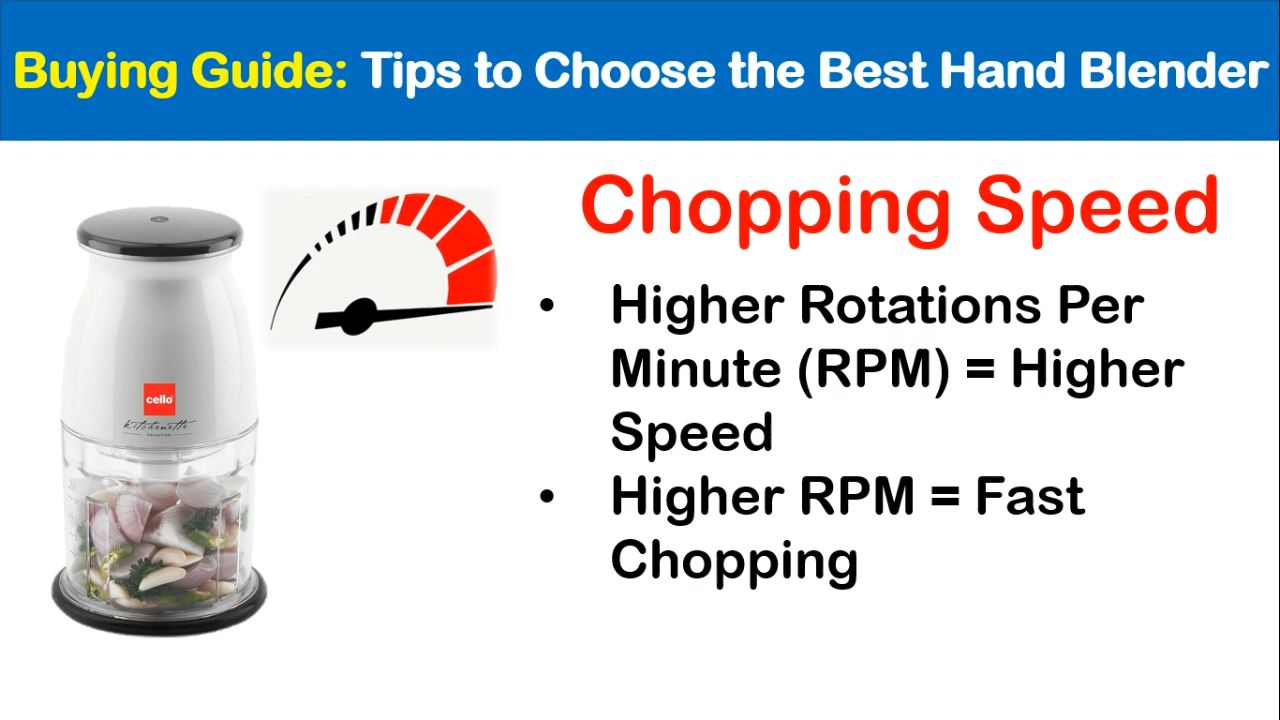 Buying Guide: Tips to Choose the Best Hand Blender
Chopping Speed
• Higher Rotations Per
Minute (RPM) = Higher
Speed
• Higher RPM = Fast
Chopping
cello
kitchenette